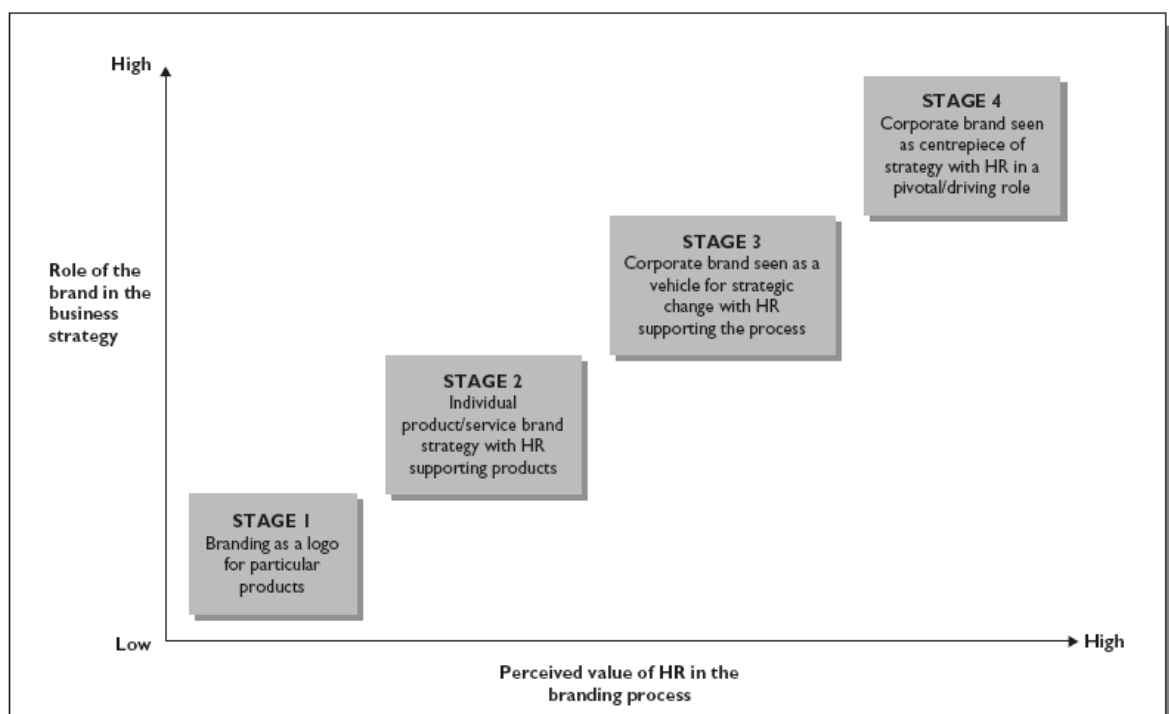 High
STAGE 4
Corporate brand seen
as centrepiece of
strategy with HR in a
pivotal/driving role
STAGE 3
Corporate brand seen as a
vehicle for strategic
change with HR
supporting the process
Role of the
brand in the
business
strategy
STAGE 2
Individual
product/service brand
strategy with HR
supporting products
STAGE 1
Branding as a logo
for particular
products
Low
High
Perceived value of HR in the
branding process